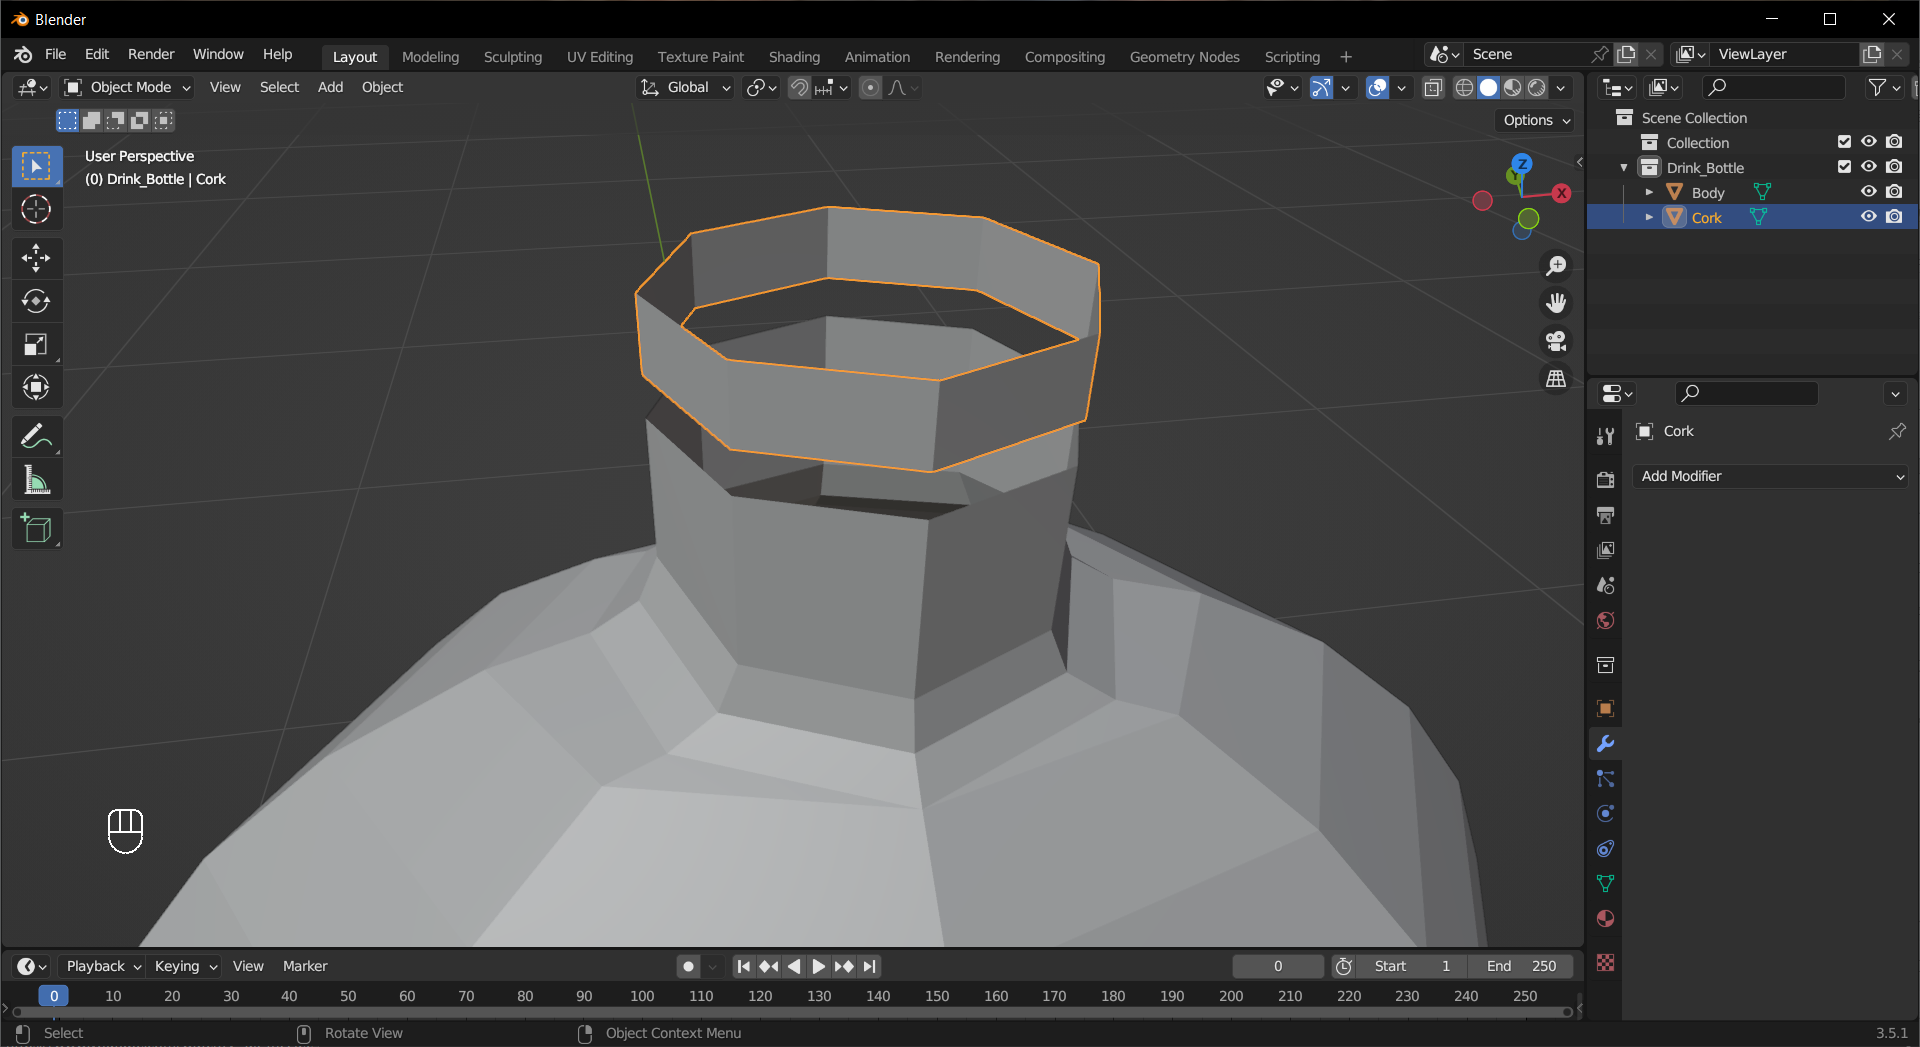 Blender
File Edit Render Window Help Layout Modeling Sculpting UV Editing Texture Paint Shading Animation Rendering Compositing Geometry Nodes Scripting + Scene ViewLayer
Object Mode View Select Add Object Global
Options
User Perspective
(0) Drink_Bottle | Cork
Z
X
Scene Collection
Collection
Drink_Bottle
Body
Cork
Cork
Add Modifier
Playback Keying View Marker 0 Start 1 End 250
0 10 20 30 40 50 60 70 80 90 100 110 120 130 140 150 160 170 180 190 200 210 220 230 240 250
Select Rotate View Object Context Menu 3.5.1